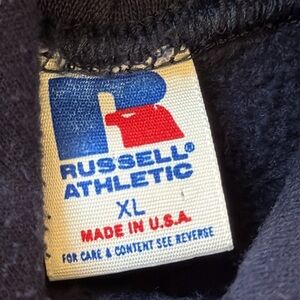 R
RUSSELL®
ATHLETIC
XL
MADE IN U.S.A.
FOR CARE & CONTENT SEE REVERSE